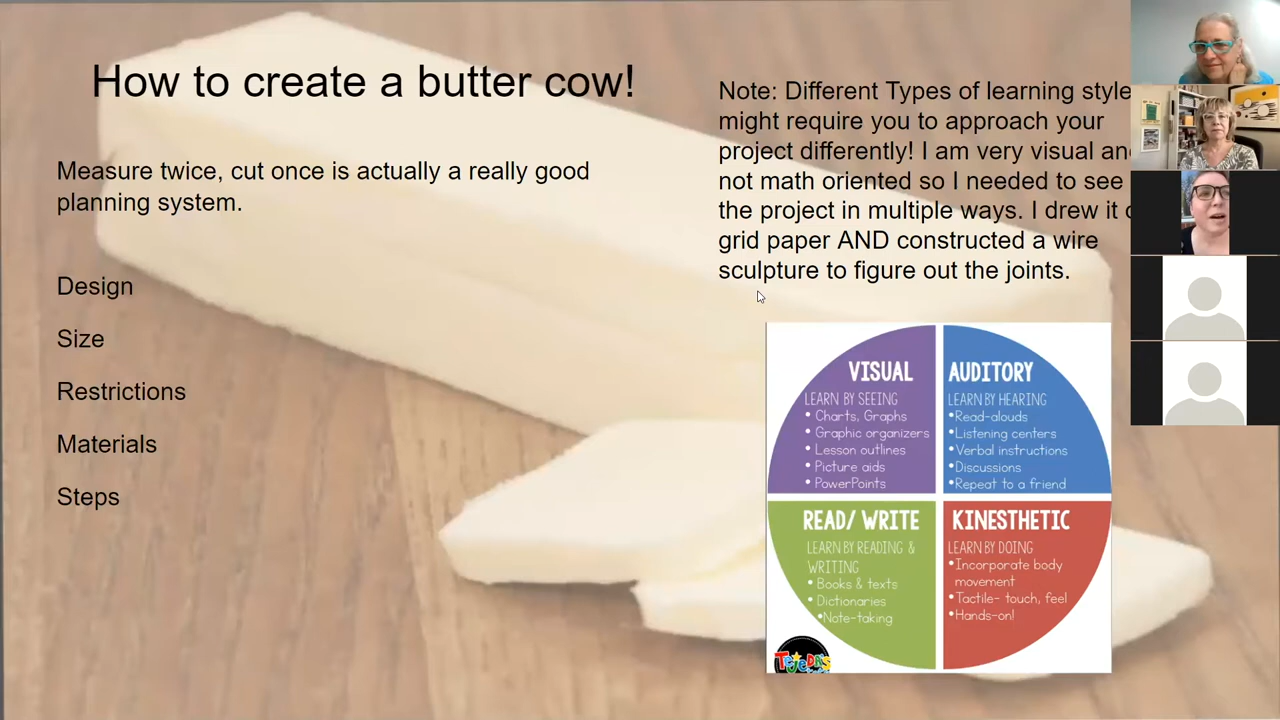 How to create a butter cow!
Measure twice, cut once is actually a really good
planning system.
Design
Size
Restrictions
Materials
Steps
Note: Different Types of learning style
might require you to approach your
project differently! I am very visual an
not math oriented so I needed to see
the project in multiple ways. I drew it
grid paper AND constructed a wire
sculpture to figure out the joints.
VISUAL
LEARN BY SEEING
• Charts, Graphs
• Graphic organizers
• Lesson outlines
• Picture aids
• PowerPoints
AUDITORY
LEARN BY HEARING
•Read-alouds
•Listening centers
•Verbal instructions
•Discussions
•Repeat to a friend
READ/ WRITE
LEARN BY READING &
WRITING
• Books & texts
• Dictionaries
•Note-taking
KINESTHETIC
LEARN BY DOING
•Incorporate body
movement
•Tactile- touch, feel
•Hands-on!